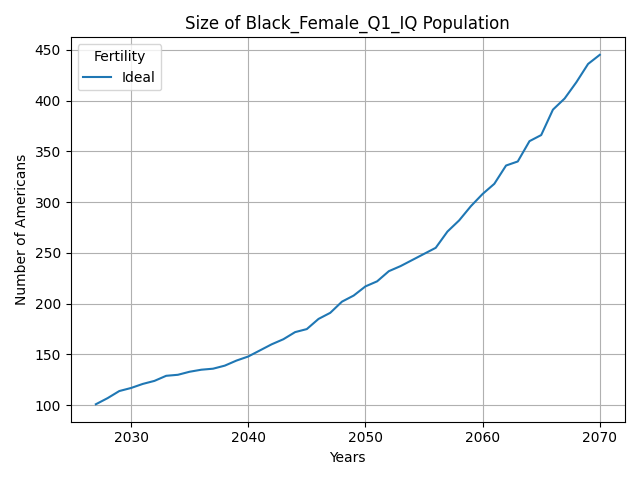 Size of Black_Female_Q1_IQ Population
Number of Americans
450
400
350
300
250
200
150
100
Fertility
Ideal
2030 2040 2050 2060 2070
Years